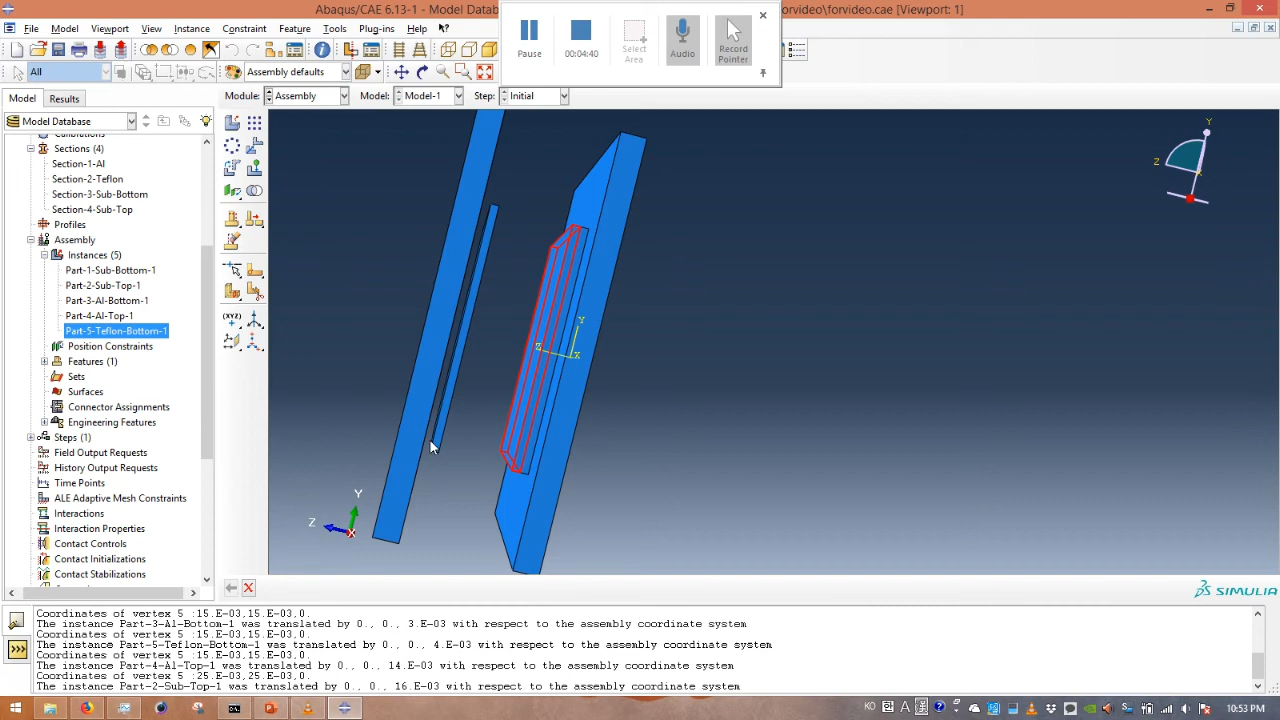 Abaqus/CAE 6.13-1 - Model Datab
forvideo/forvideo.cae [Viewport: 1]
Pause
00:04:40
Select Area
Audio
Record Pointer
File Model Viewport View Instance Constraint Feature Tools Plug-ins Help
All
Assembly defaults
Model Results
Module: Assembly Model: Model-1 Step: Initial
Model Database
Calibrations
Sections (4)
Section-1-Al
Section-2-Teflon
Section-3-Sub-Bottom
Section-4-Sub-Top
Profiles
Assembly
Instances (5)
Part-1-Sub-Bottom-1
Part-2-Sub-Top-1
Part-3-Al-Bottom-1
Part-4-Al-Top-1
Part-5-Teflon-Bottom-1
Position Constraints
Features (1)
Sets
Surfaces
Connector Assignments
Engineering Features
Steps (1)
Field Output Requests
History Output Requests
Time Points
ALE Adaptive Mesh Constraints
Interactions
Interaction Properties
Contact Controls
Contact Initializations
Contact Stabilizations
(XYZ)
Y
Z
X
Y
Z
X
Y
Z
X
SIMULIA
Coordinates of vertex 5 :15.E-03,15.E-03,0.
The instance Part-3-Al-Bottom-1 was translated by 0., 0., 3.E-03 with respect to the assembly coordinate system
Coordinates of vertex 5 :15.E-03,15.E-03,0.
The instance Part-5-Teflon-Bottom-1 was translated by 0., 0., 4.E-03 with respect to the assembly coordinate system
The instance Part-4-Al-Top-1 was translated by 0., 0., 14.E-03 with respect to the assembly coordinate system
Coordinates of vertex 5 :25.E-03,25.E-03,0.
The instance Part-2-Sub-Top-1 was translated by 0., 0., 16.E-03 with respect to the assembly coordinate system
>>>
KO A 10:53 PM